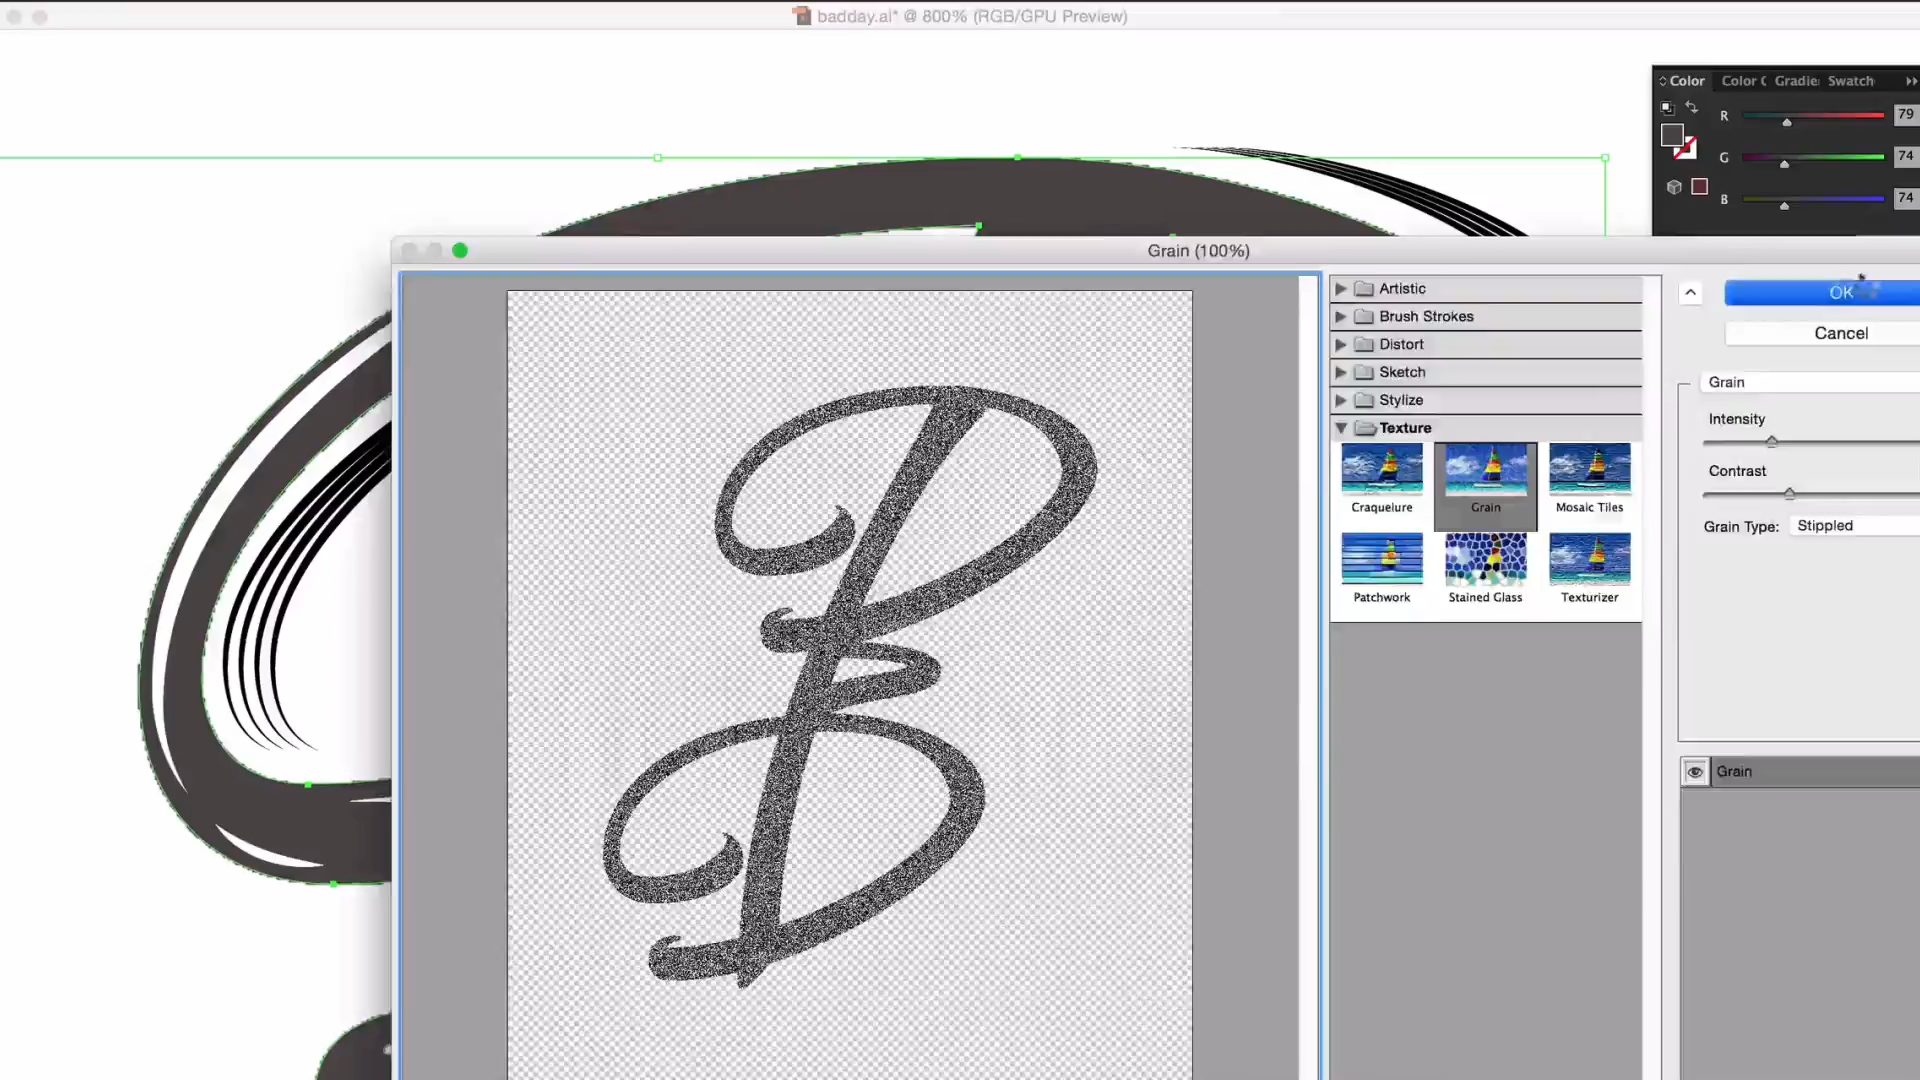 badday.ai* @ 800% (RGB/GPU Preview)
Color
Color C
Gradie
Swatch
R
79
G
74
B
74
Grain (100%)
Artistic
Brush Strokes
Distort
Sketch
Stylize
Texture
Craquelure
Grain
Mosaic Tiles
Patchwork
Stained Glass
Texturizer
OK
Cancel
Grain
Intensity
Contrast
Grain Type: Stippled
Grain